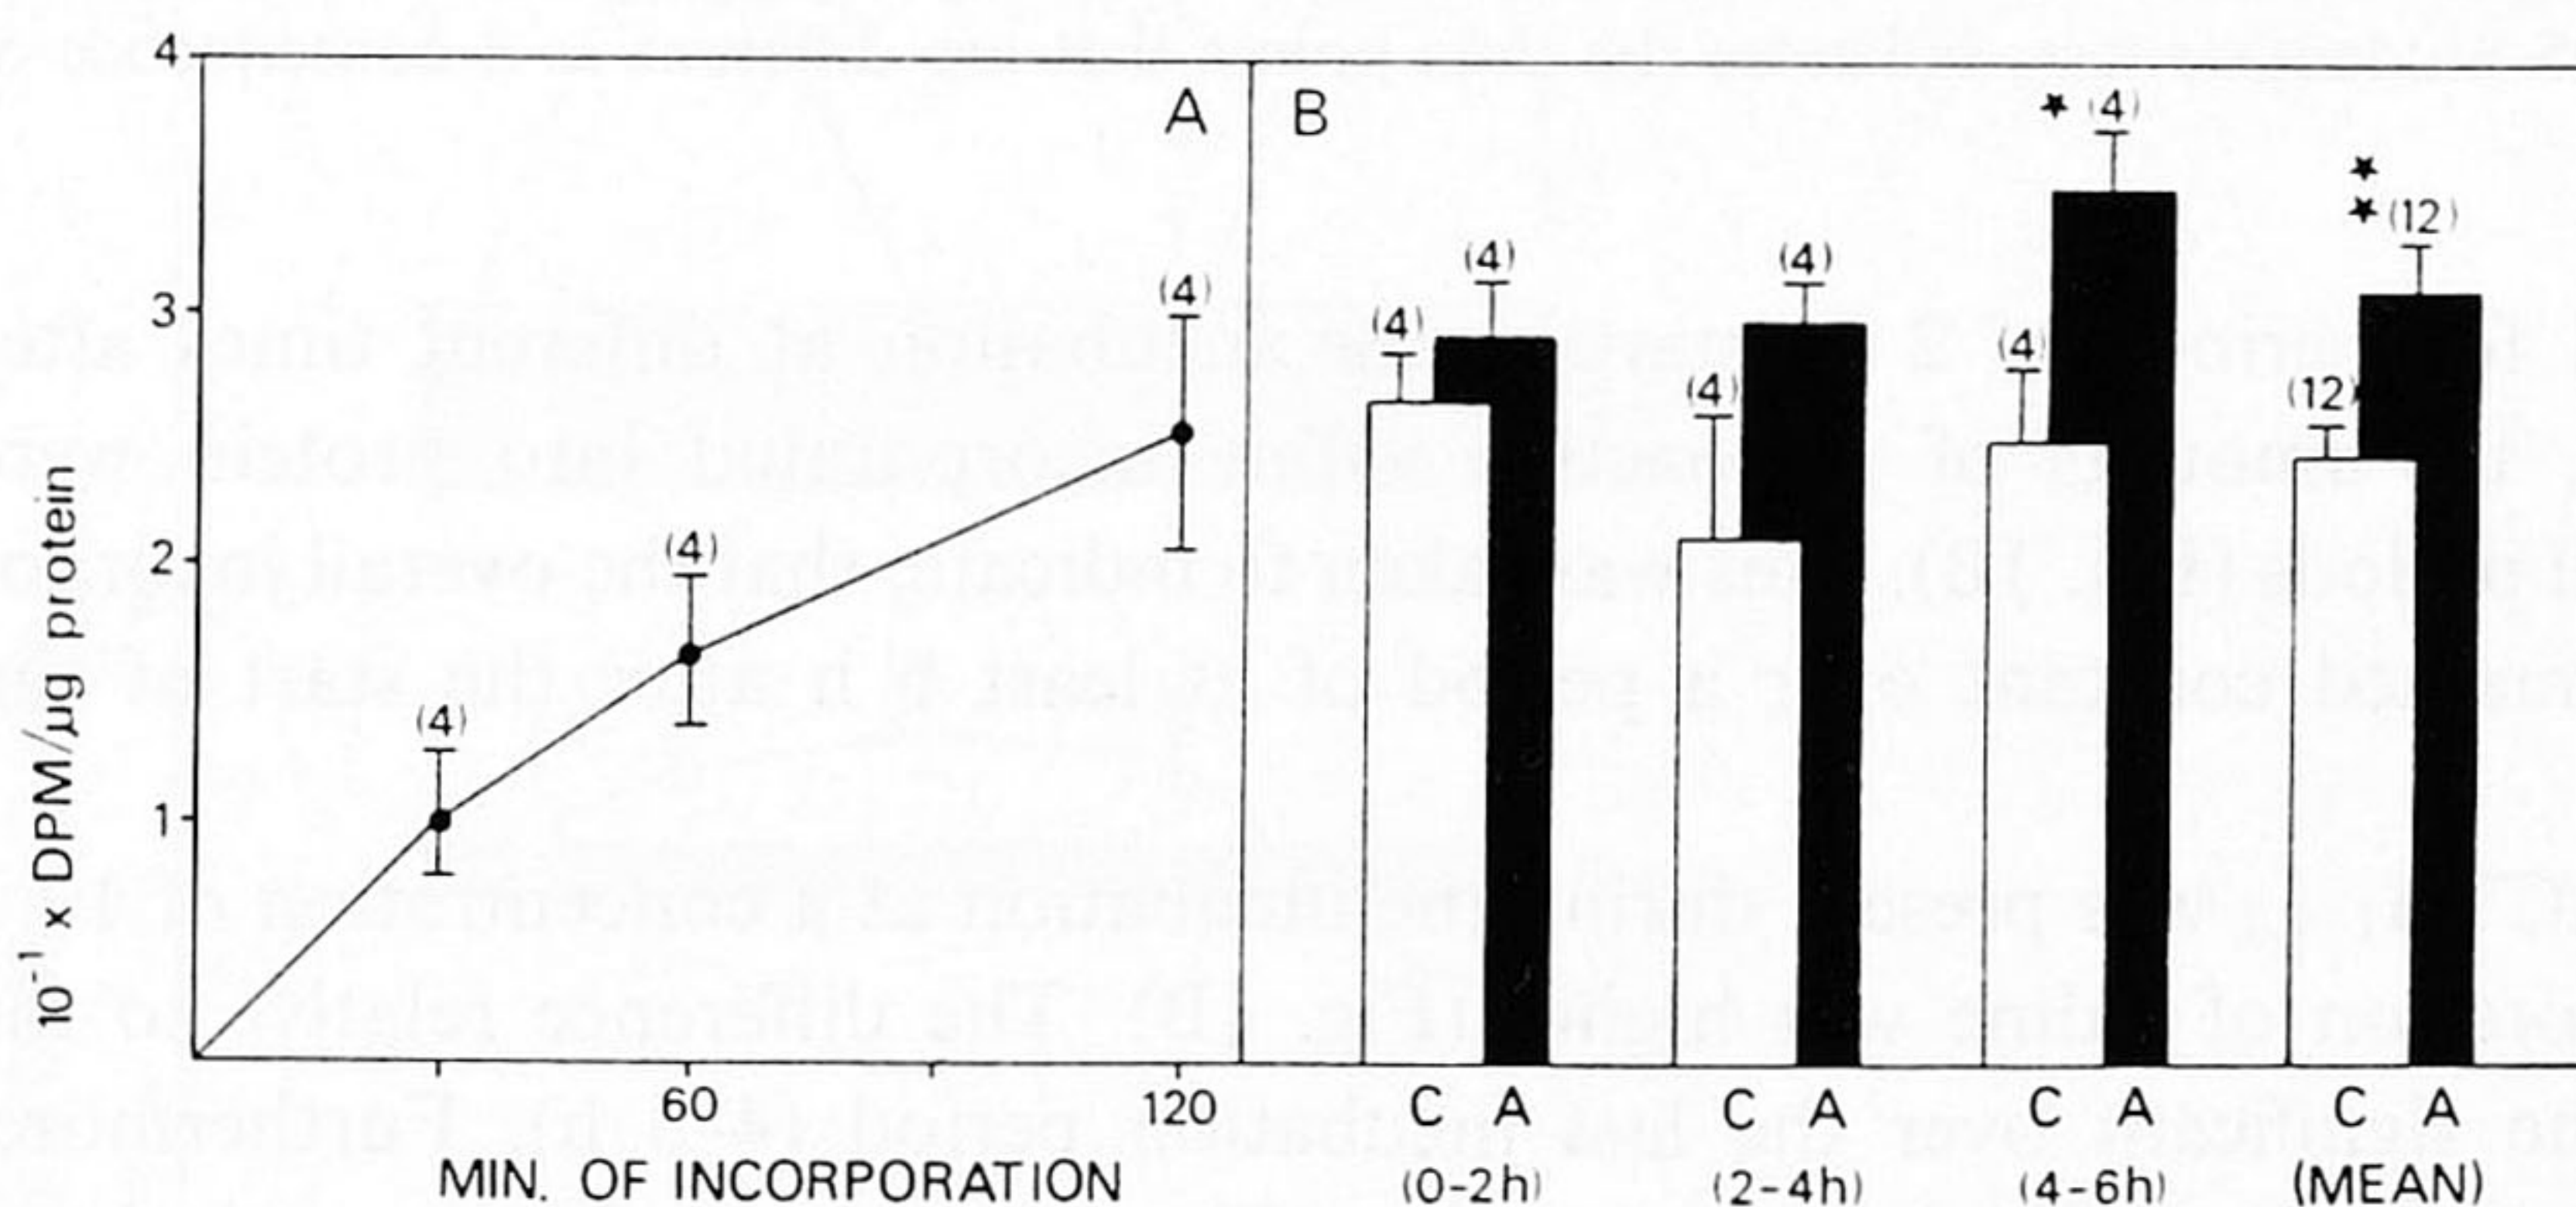 4
A
B
★ (4)
★
★ (12)
(4)
(4)
(4)
3
(4)
(4)
(4)
(12)
2
(4)
(4)
1
10⁻¹ x DPM/µg protein
60
120
C A
C A
C A
C A
MIN. OF INCORPORATION
(0-2h)
(2-4h)
(4-6h)
(MEAN)